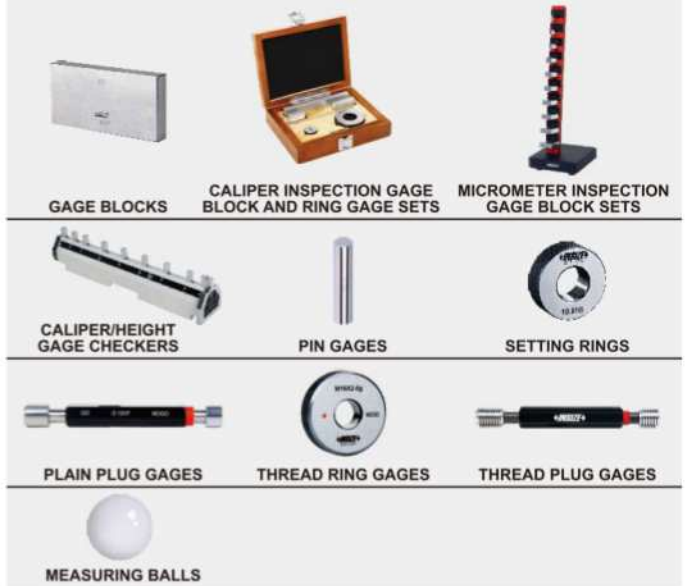 GAGE BLOCKS
CALIPER INSPECTION GAGE
BLOCK AND RING GAGE SETS
MICROMETER INSPECTION
GAGE BLOCK SETS
CALIPER/HEIGHT
GAGE CHECKERS
PIN GAGES
SETTING RINGS
NOGO
PLAIN PLUG GAGES
THREAD RING GAGES
THREAD PLUG GAGES
MEASURING BALLS